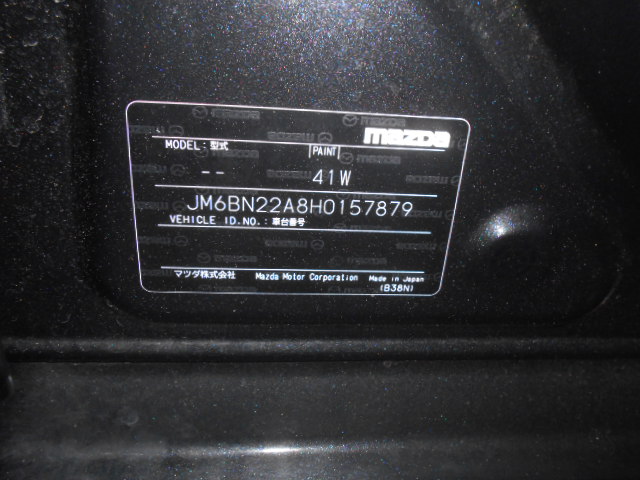 mazda
MODEL: 型式 PAINT
-- 41W
JM6BN22A8H0157879
VEHICLE ID.NO.: 車台番号
マツダ株式会社 Mazda Motor Corporation Made in Japan
(B38N)